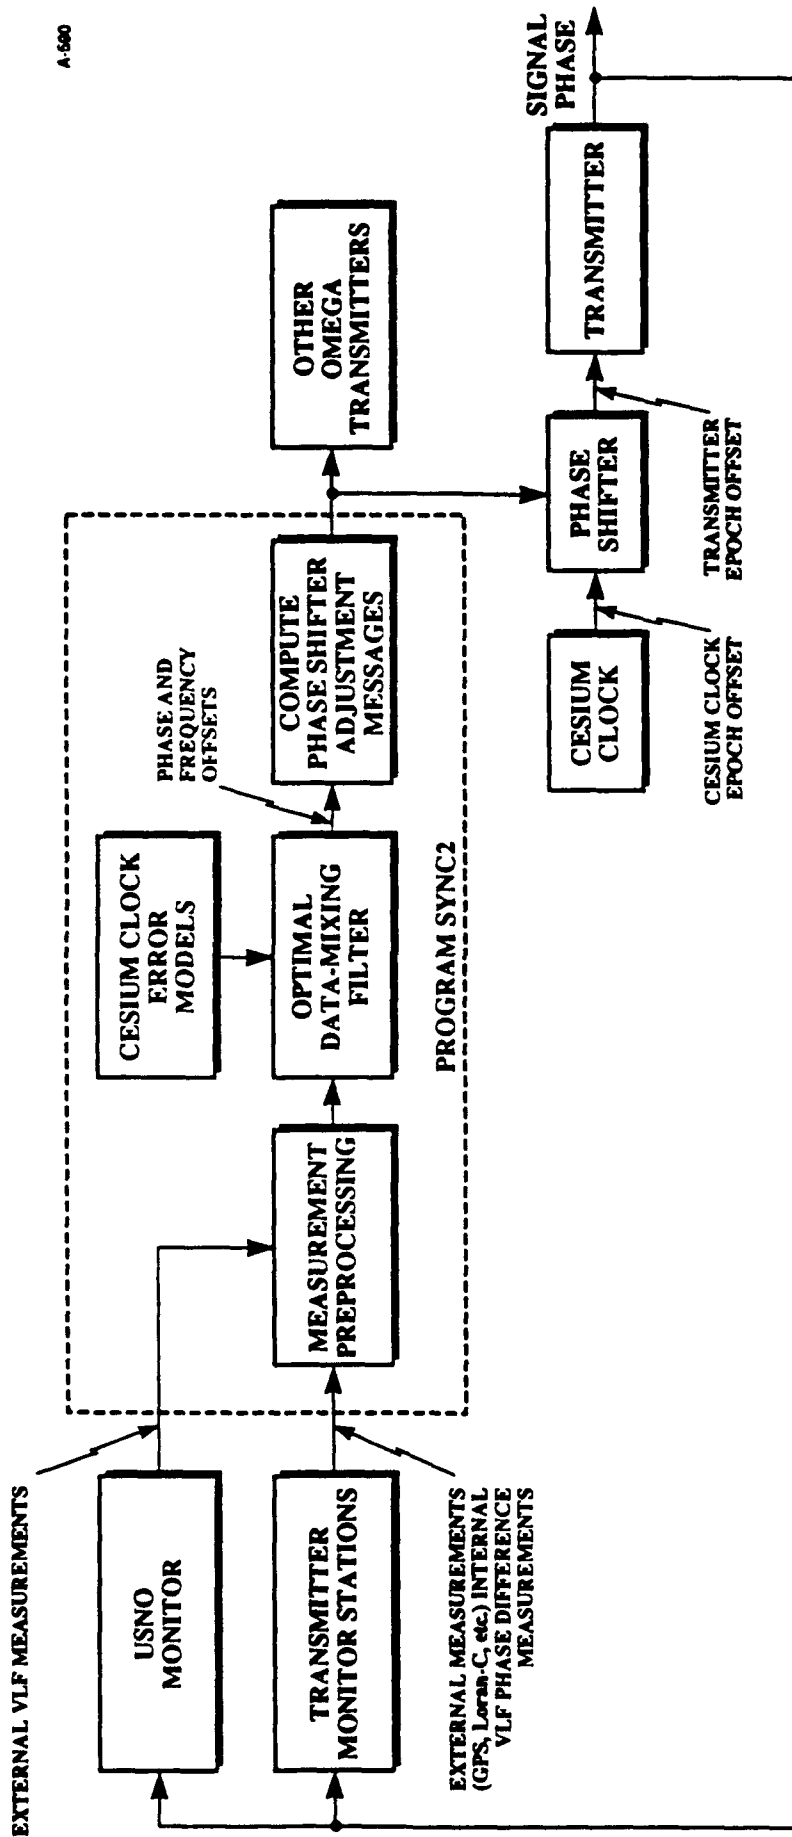 A-590
EXTERNAL VLF MEASUREMENTS
USNO
MONITOR
TRANSMITTER
MONITOR STATIONS
EXTERNAL MEASUREMENTS
(GPS, Loran-C, etc.) INTERNAL
VLF PHASE DIFFERENCE
MEASUREMENTS
CESIUM CLOCK
ERROR
MODELS
MEASUREMENT
PREPROCESSING
OPTIMAL
DATA-MIXING
FILTER
PHASE AND
FREQUENCY
OFFSETS
COMPUTE
PHASE SHIFTER
ADJUSTMENT
MESSAGES
PROGRAM SYNC2
OTHER
OMEGA
TRANSMITTERS
CESIUM
CLOCK
CESIUM CLOCK
EPOCH OFFSET
PHASE
SHIFTER
TRANSMITTER
EPOCH OFFSET
TRANSMITTER
SIGNAL
PHASE